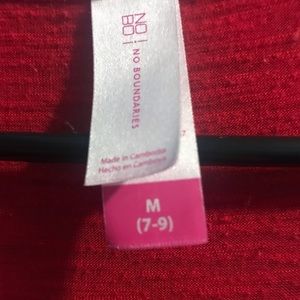 NO!
BO!
NO BOUNDARIES
Made in Cambodia
Hecho en Camboya
M
(7-9)